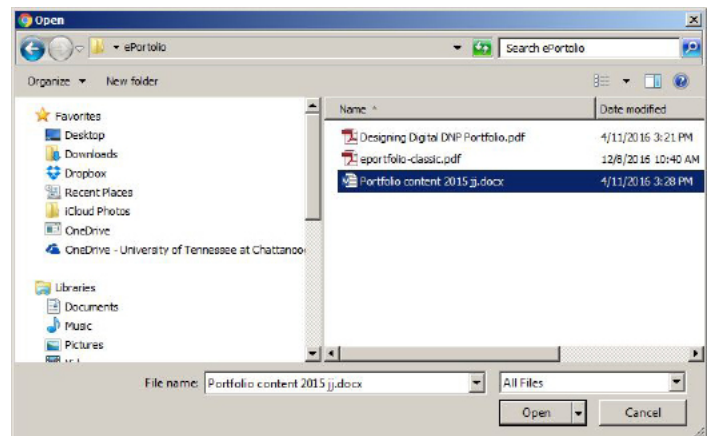 Open
ePortolio
Search ePortolio
Organize
New folder
Favorites
Desktop
Downloads
Dropbox
Recent Places
iCloud Photos
OneDrive
OneDrive - University of Tennessee at Chattanoo
Libraries
Documents
Music
Pictures
Name
Date modified
Designing Digital DNP Portfolio.pdf 4/11/2016 3:21 PM
eportfolio-classic.pdf 12/8/2016 10:40 AM
Portfolio content 2015 jj.docx 4/11/2016 3:28 PM
File name: Portfolio content 2015 jj.docx
All Files
Open
Cancel